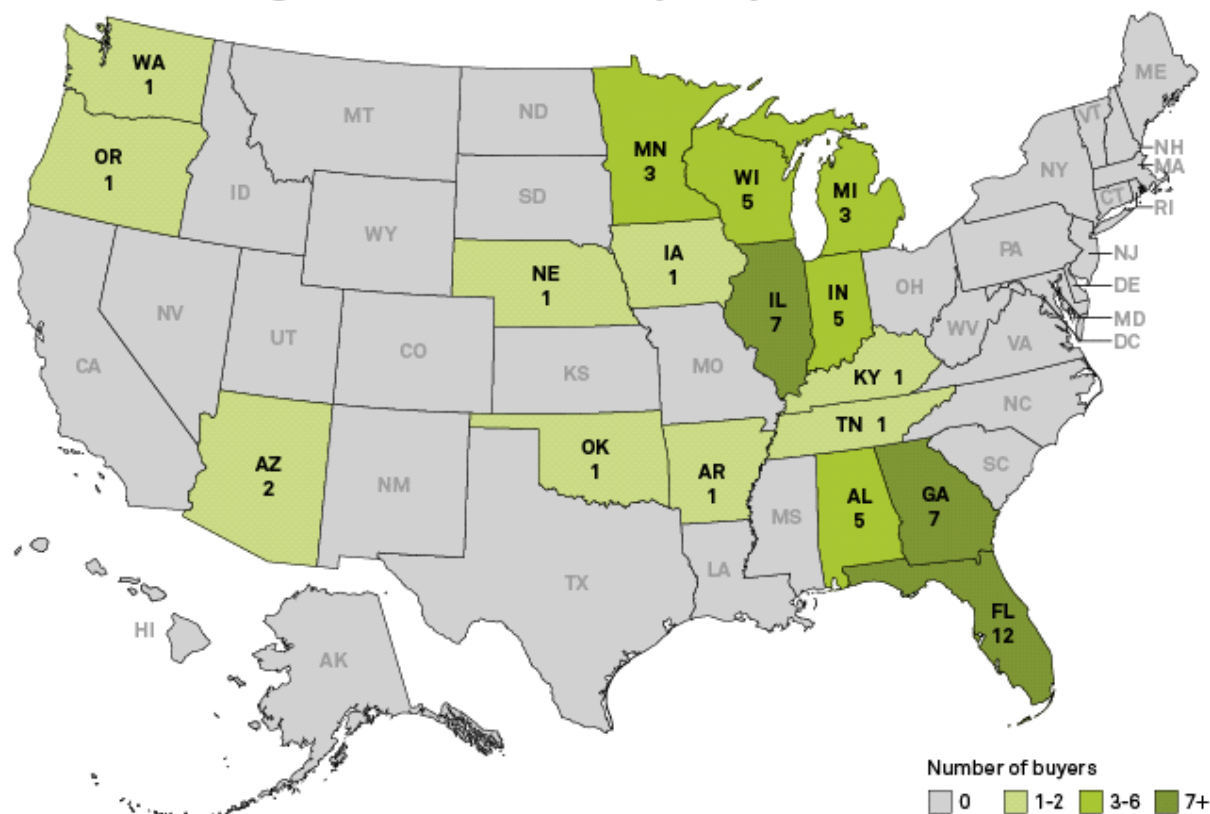 WA
1
OR
1
MT
ID
WY
ND
SD
MN
3
WI
5
MI
3
ME
VT
NH
MA
NY
CT
RI
NE
1
IA
1
PA
NJ
OH
DE
IL
7
IN
5
WV
MD
DC
VA
NV
UT
CA
CO
KS
MO
KY 1
NC
TN 1
AZ
2
NM
OK
1
AR
1
SC
MS
AL
5
GA
7
TX
LA
FL
12
HI
AK
Number of buyers
0 1-2 3-6 7+